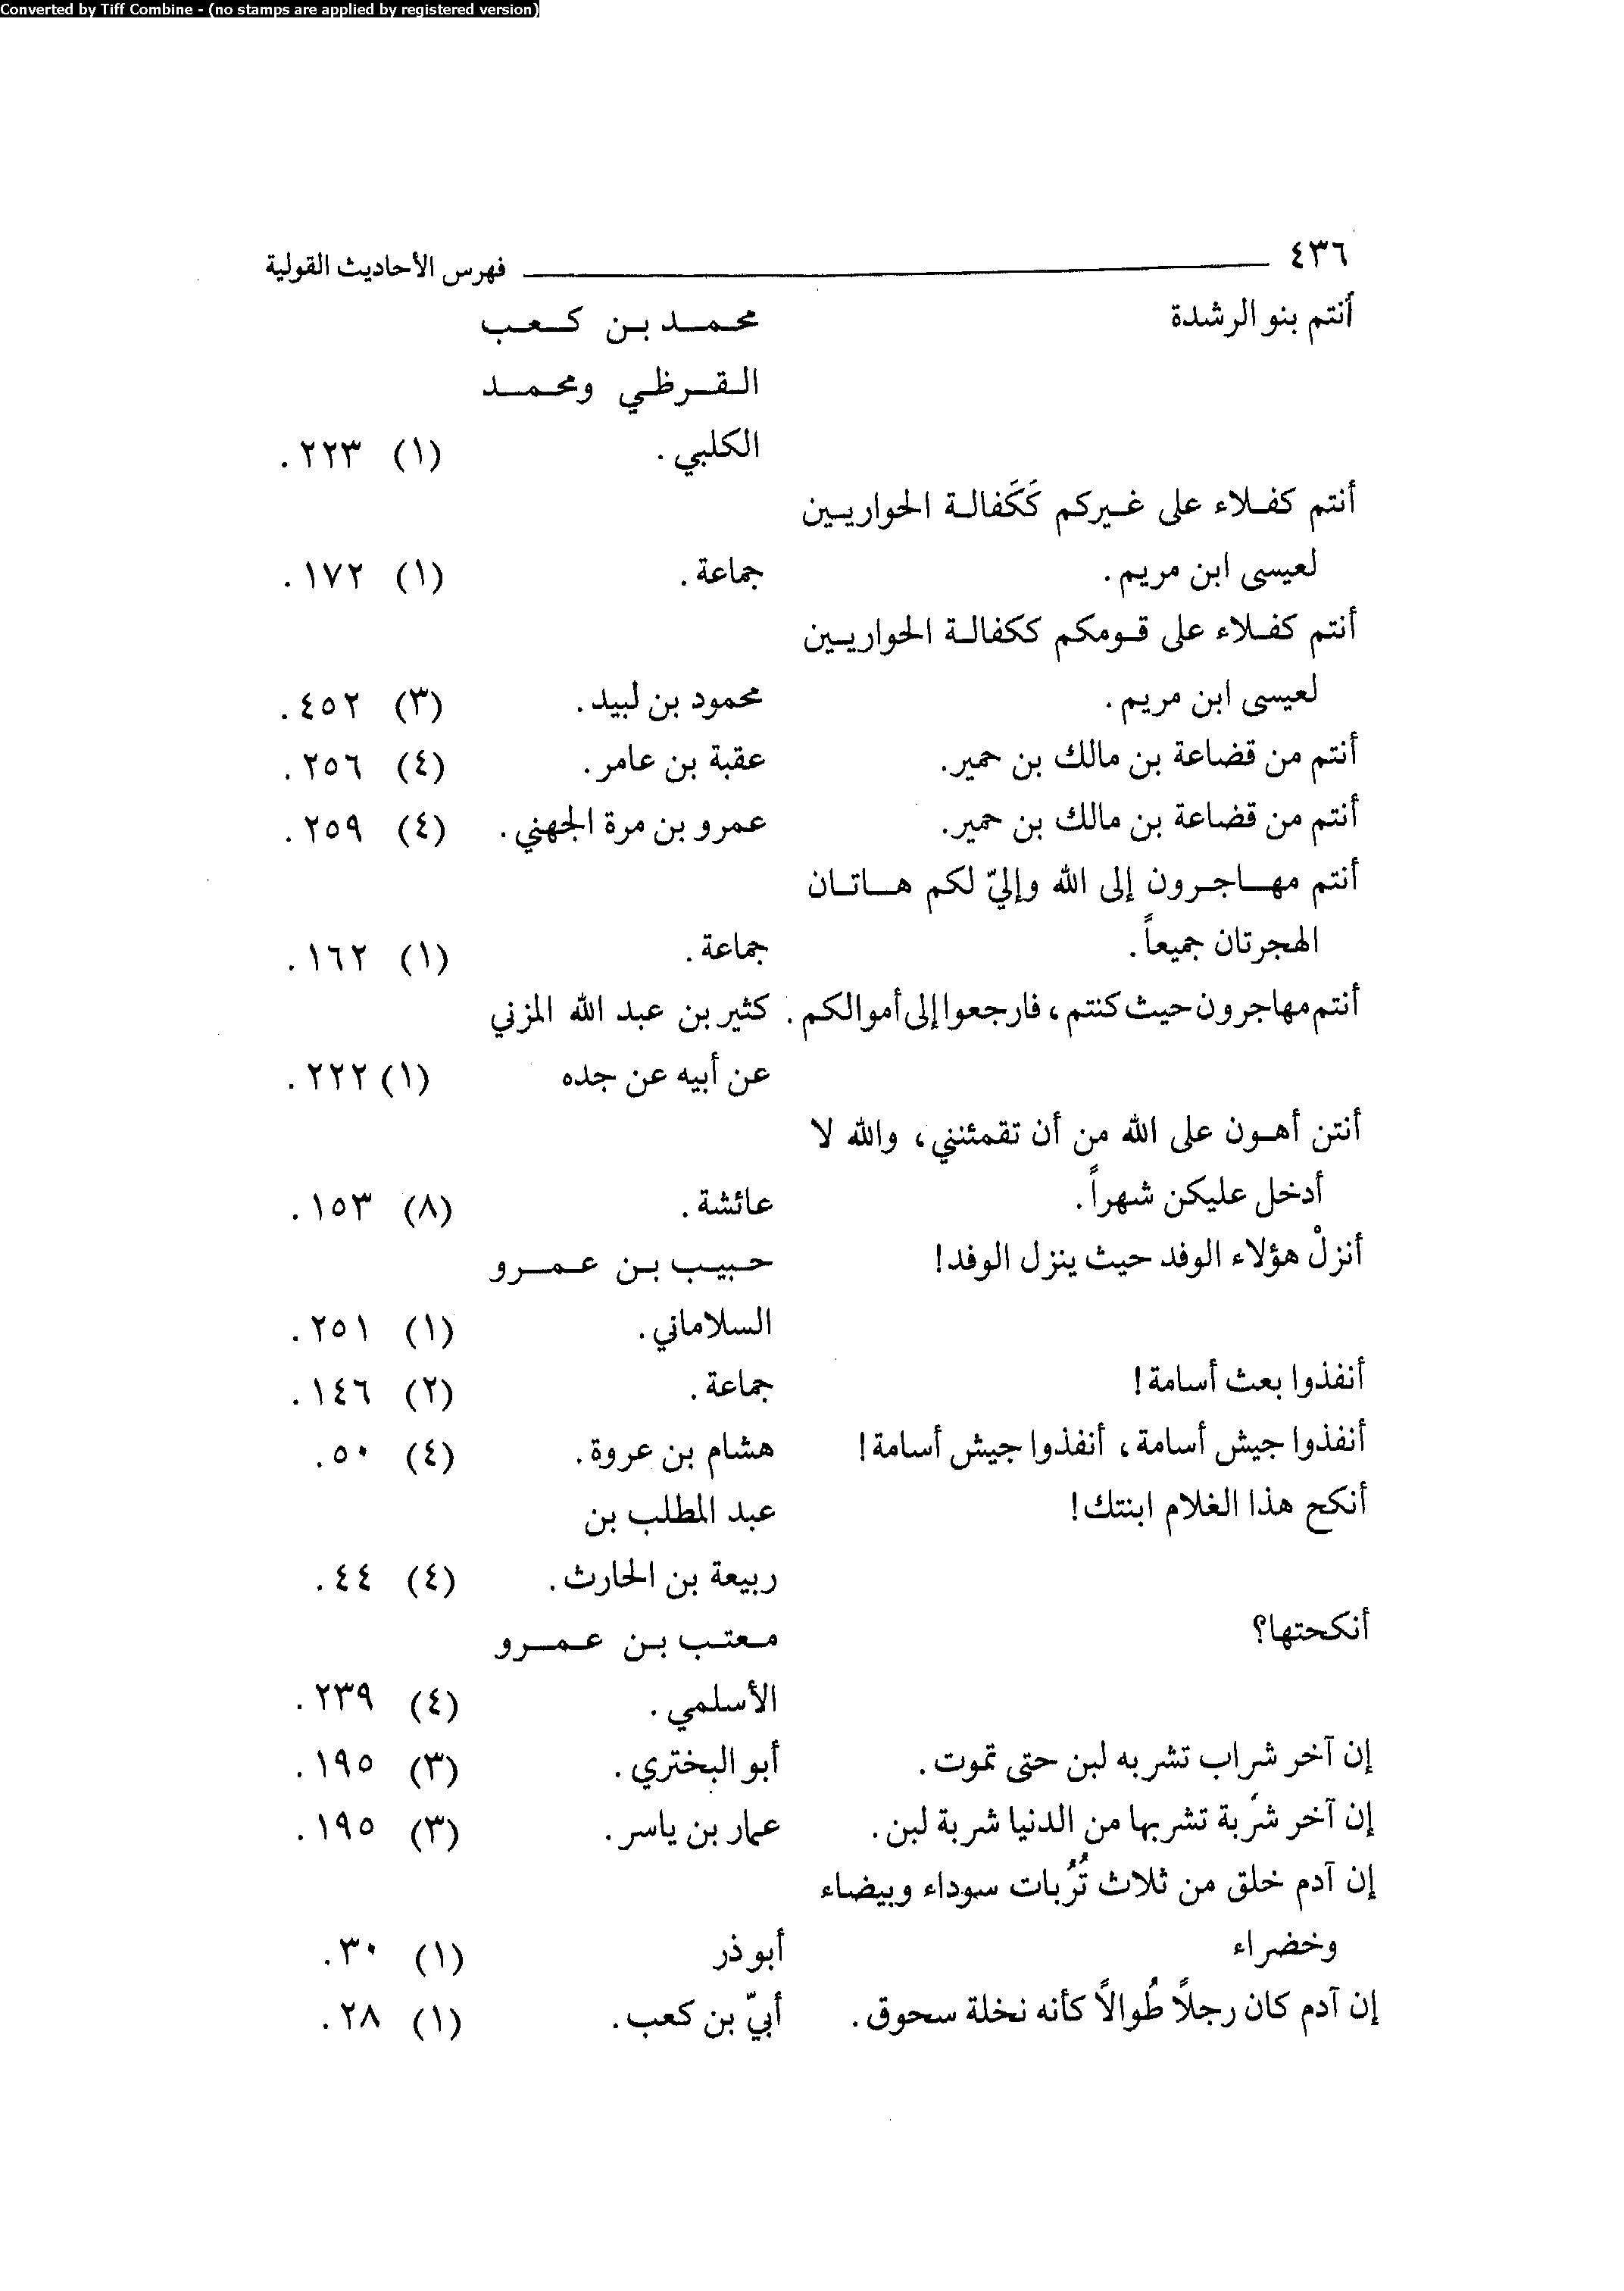 Converted by Tiff Combine - (no stamps are applied by registered version)
٤٣٦ فهرس الأحاديث القولية
أنتم بنو الرشدة محمد بن كعب
القرظي ومحمد
الكلبي. (١) ٢٢٣.
أنتم كفلاء على غيركم كَكَفالة الحواريين
لعيسى ابن مريم. جماعة. (١) ١٧٢.
أنتم كفلاء على قومكم ككفالة الحواريين
لعيسى ابن مريم. محمود بن لبيد. (٣) ٤٥٢.
أنتم من قضاعة بن مالك بن حمير. عقبة بن عامر. (٤) ٢٥٦.
أنتم من قضاعة بن مالك بن حمير. عمرو بن مرة الجهني. (٤) ٢٥٩.
أنتم مهاجرون إلى الله وإليّ لكم هاتان
الهجرتان جميعاً. جماعة. (١) ١٦٢.
أنتم مهاجرون حيث كنتم، فارجعوا إلى أموالكم. كثير بن عبد الله المزني
عن أبيه عن جده (١) ٢٢٢.
أنتن أهون على الله من أن تقمئنني، والله لا
أدخل عليكن شهراً. عائشة. (٨) ١٥٣.
أنزلْ هؤلاء الوفد حيث ينزل الوفد! حبيب بن عمرو
السلاماني. (١) ٢٥١.
أنفذوا بعث أسامة! جماعة. (٢) ١٤٦.
أنفذوا جيش أسامة، أنفذوا جيش أسامة! هشام بن عروة. (٤) ٥٠.
أنكح هذا الغلام ابنتك! عبد المطلب بن
ربيعة بن الحارث. (٤) ٤٤.
أنكحتها؟ معتب بن عمرو
الأسلمي. (٤) ٢٣٩.
إن آخر شراب تشربه لبن حتى تموت. أبو البختري. (٣) ١٩٥.
إن آخر شَربة تشربها من الدنيا شربة لبن. عمار بن ياسر. (٣) ١٩٥.
إن آدم خلق من ثلاث تُرُبات سوداء وبيضاء
وخضراء أبو ذر (١) ٣٠.
إن آدم كان رجلاً طُوالاً كأنه نخلة سحوق. أبيّ بن كعب. (١) ٢٨.